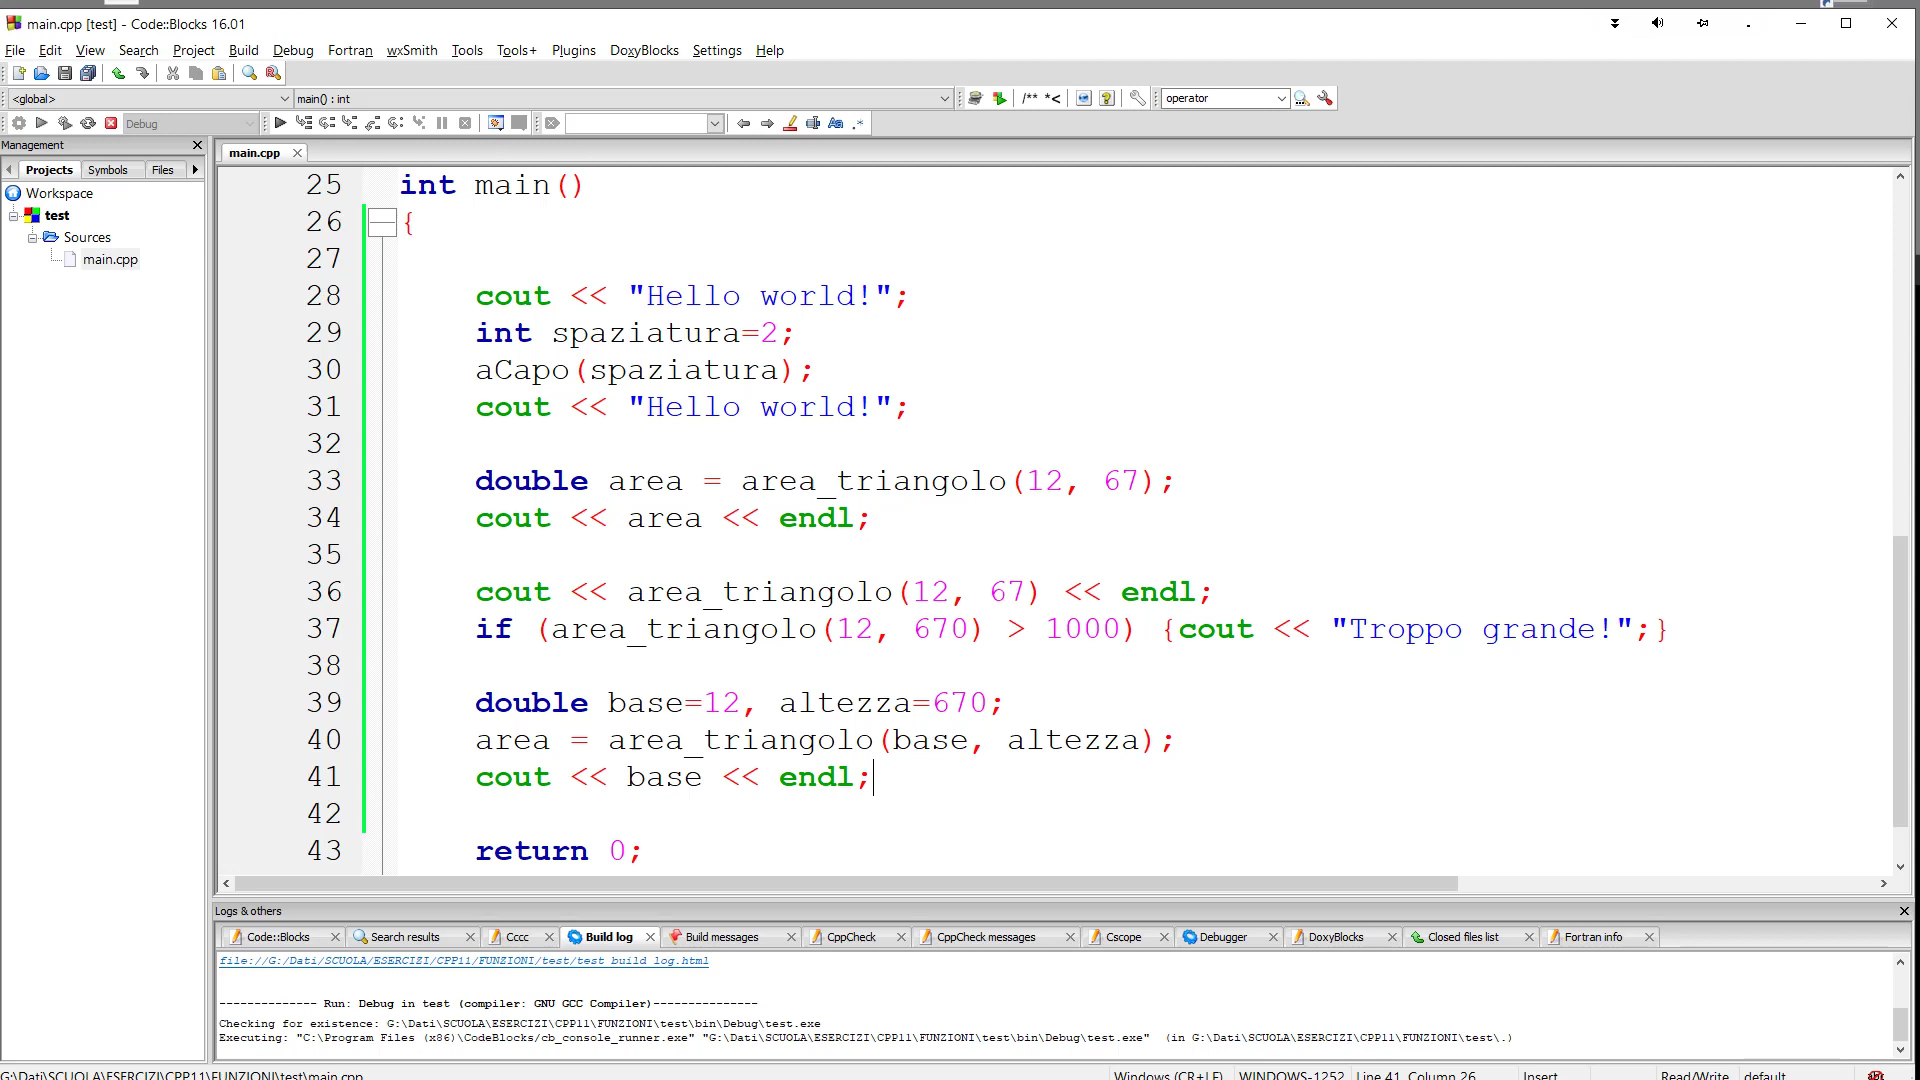 main.cpp [test] - Code::Blocks 16.01
File Edit View Search Project Build Debug Fortran wxSmith Tools Tools+ Plugins DoxyBlocks Settings Help
<global> main() : int /** *< operator
Debug
Management
Projects Symbols Files
Workspace
test
Sources
main.cpp
main.cpp
25 int main()
26 {
27
28 cout << "Hello world!";
29 int spaziatura=2;
30 aCapo(spaziatura);
31 cout << "Hello world!";
32
33 double area = area_triangolo(12, 67);
34 cout << area << endl;
35
36 cout << area_triangolo(12, 67) << endl;
37 if (area_triangolo(12, 670) > 1000) {cout << "Troppo grande!";}
38
39 double base=12, altezza=670;
40 area = area_triangolo(base, altezza);
41 cout << base << endl;
42
43 return 0;
Logs & others
Code::Blocks Search results Cccc Build log Build messages CppCheck CppCheck messages Cscope Debugger DoxyBlocks Closed files list Fortran info
file://G:/Dati/SCUOLA/ESERCIZI/CPP11/FUNZIONI/test/test_build_log.html
-------------- Run: Debug in test (compiler: GNU GCC Compiler)---------------
Checking for existence: G:\Dati\SCUOLA\ESERCIZI\CPP11\FUNZIONI\test\bin\Debug\test.exe
Executing: "C:\Program Files (x86)\CodeBlocks/cb_console_runner.exe" "G:\Dati\SCUOLA\ESERCIZI\CPP11\FUNZIONI\test\bin\Debug\test.exe" (in G:\Dati\SCUOLA\ESERCIZI\CPP11\FUNZIONI\test\.)
G:\Dati\SCUOLA\ESERCIZI\CPP11\FUNZIONI\test\main.cpp Windows (CR+LF) WINDOWS-1252 Line 41, Column 26 Insert Read/Write default